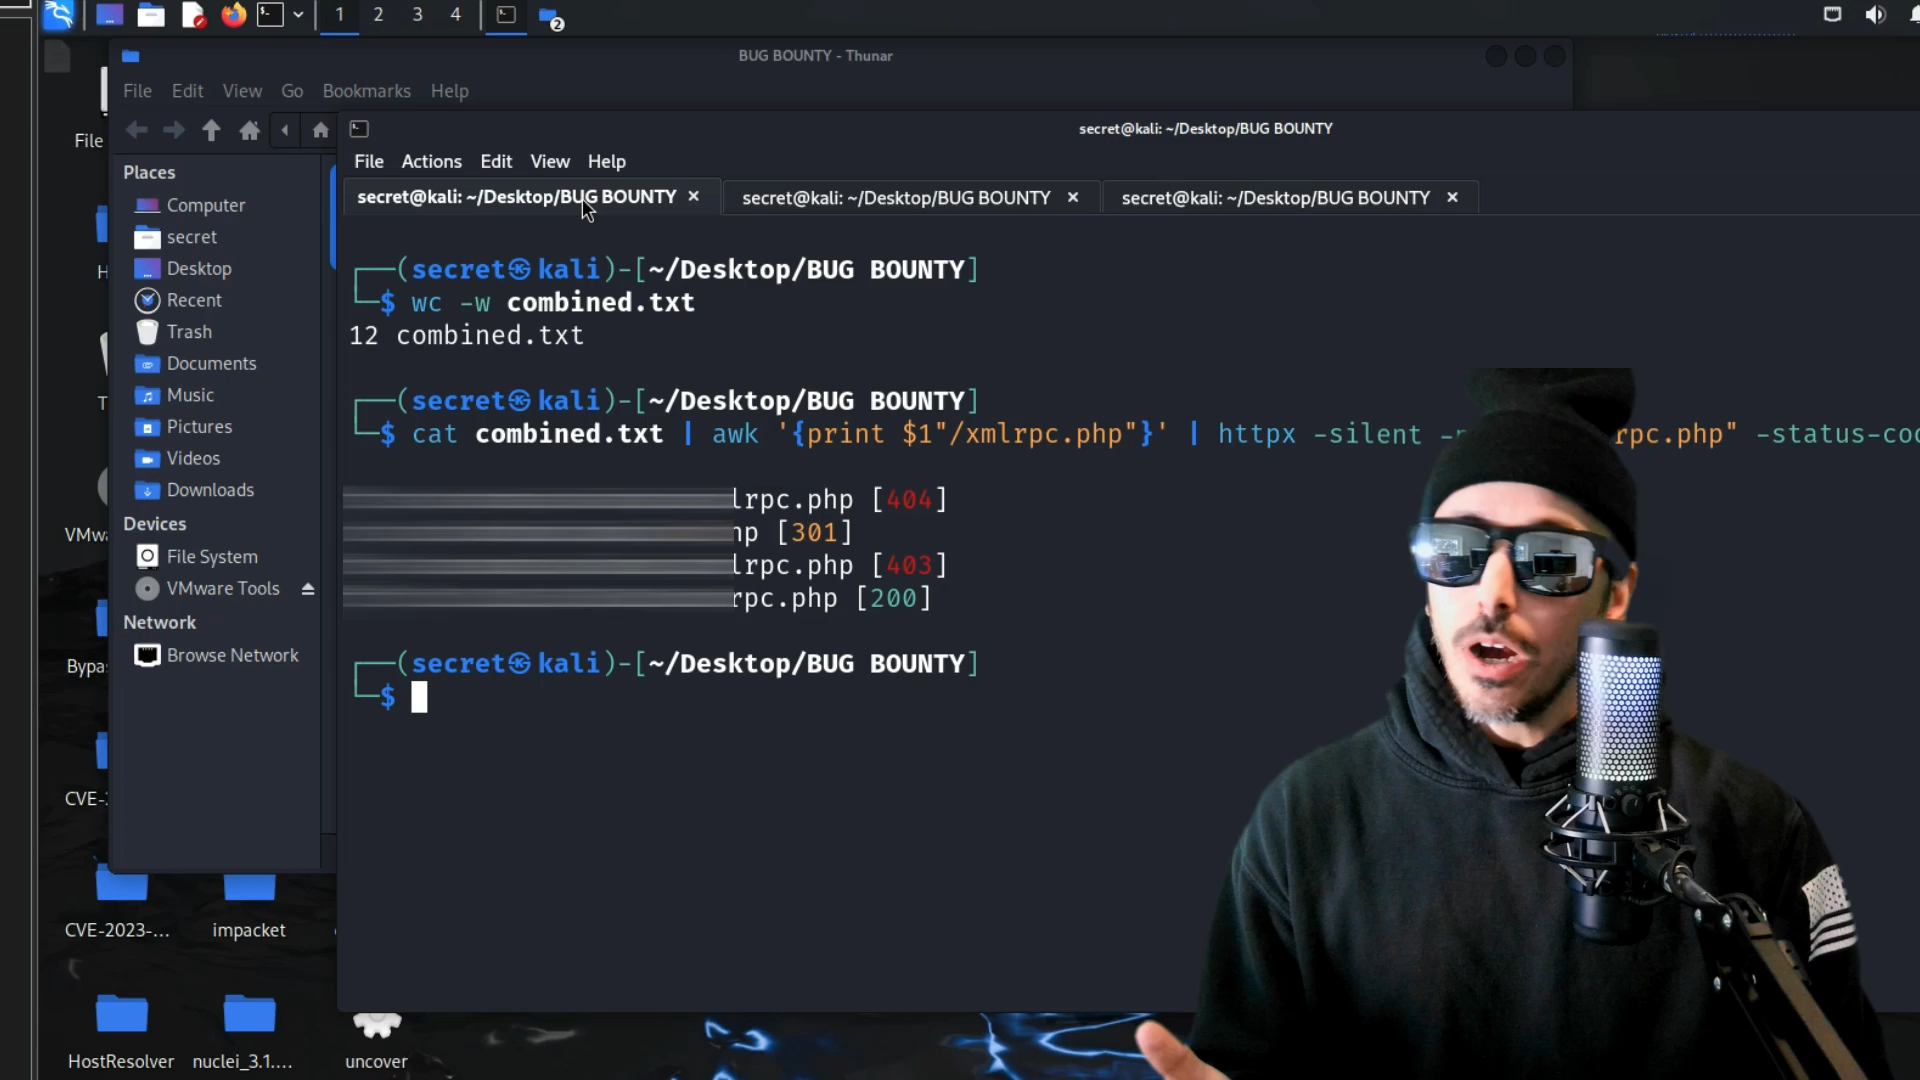 1 2 3 4
2
BUG BOUNTY - Thunar
File Edit View Go Bookmarks Help
File
secret@kali: ~/Desktop/BUG BOUNTY
File Actions Edit View Help
secret@kali: ~/Desktop/BUG BOUNTY × secret@kali: ~/Desktop/BUG BOUNTY × secret@kali: ~/Desktop/BUG BOUNTY ×
Places
Computer
secret
Desktop
Recent
Trash
Documents
Music
Pictures
Videos
Downloads
Devices
File System
VMware Tools
Network
Browse Network
┌──(secret㉿kali)-[~/Desktop/BUG BOUNTY]
└─$ wc -w combined.txt
12 combined.txt
┌──(secret㉿kali)-[~/Desktop/BUG BOUNTY]
└─$ cat combined.txt | awk '{print $1"/xmlrpc.php"}' | httpx -silent rpc.php" -status-co
lrpc.php [404]
hp [301]
lrpc.php [403]
rpc.php [200]
┌──(secret㉿kali)-[~/Desktop/BUG BOUNTY]
└─$
H
T
VMwa
Bypas
CVE-
CVE-2023-...
impacket
HostResolver
nuclei_3.1....
uncover